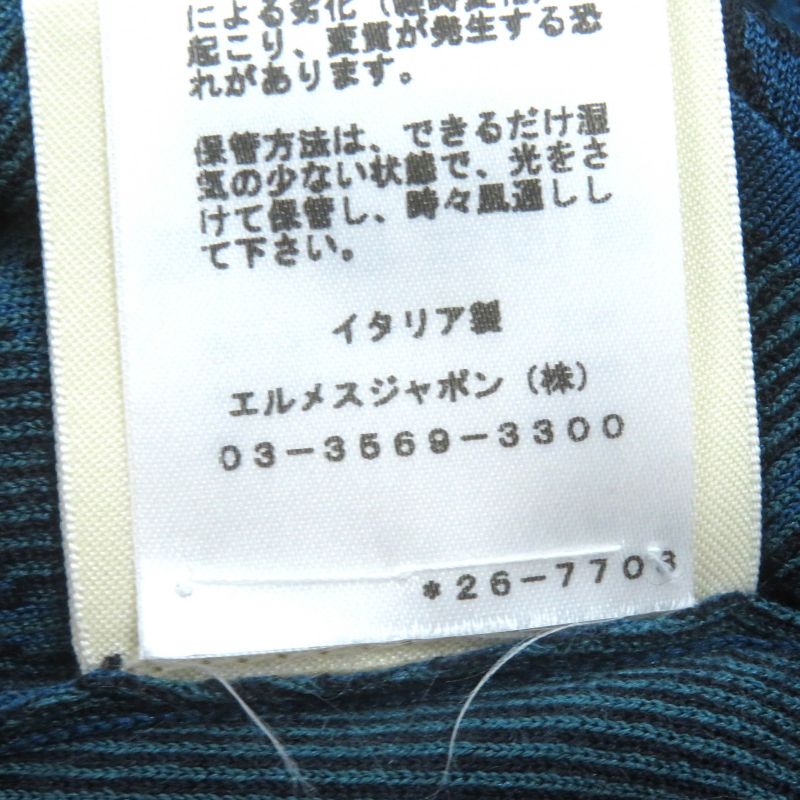 による劣化
起こり、変質が発生する恐
れがあります。
保管方法は、できるだけ湿
気の少ない状態で、光をさ
けて保管し、時々風通しし
て下さい。
イタリア製
エルメスジャポン（株）
03-3569-3300
*26-7703